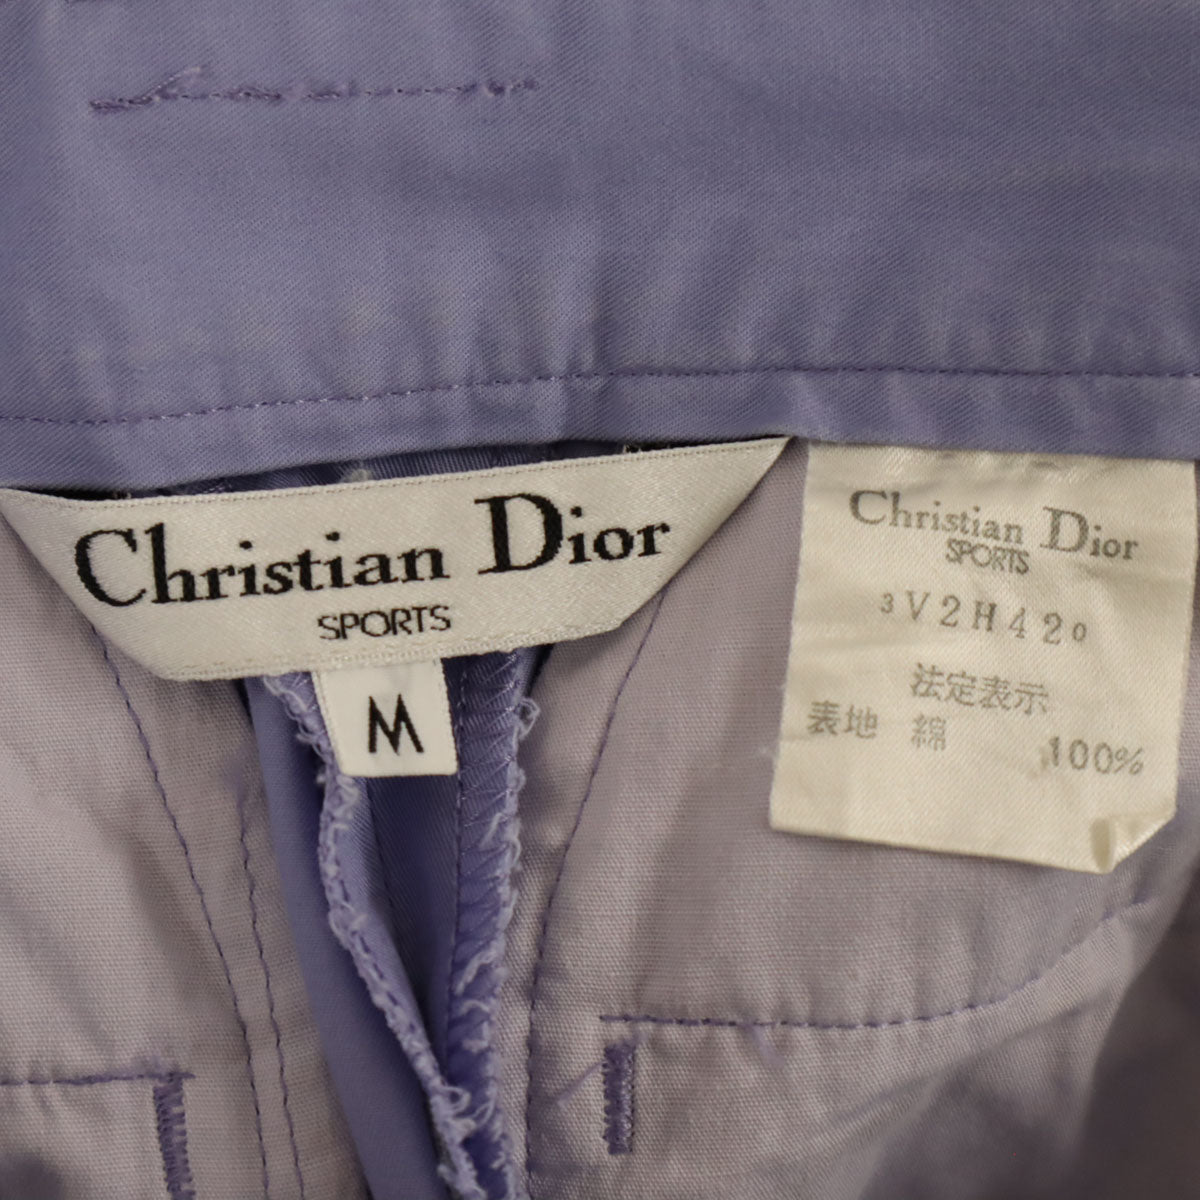 Christian Dior
SPORTS
M
Christian Dior
SPORTS
3V2H420
法定表示
表地 綿 100%